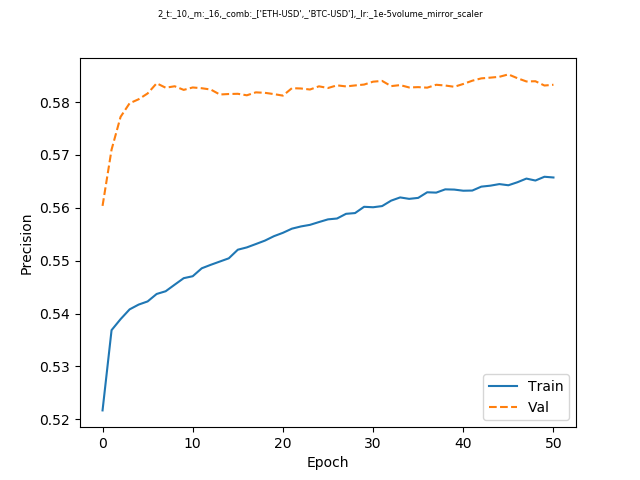 2_t:_10,_m:_16,_comb:_['ETH-USD',_'BTC-USD'],_lr:_1e-5volume_mirror_scaler
0.58
0.57
0.56
0.55
0.54
0.53
0.52
Precision
0 10 20 30 40 50
Epoch
Train
Val